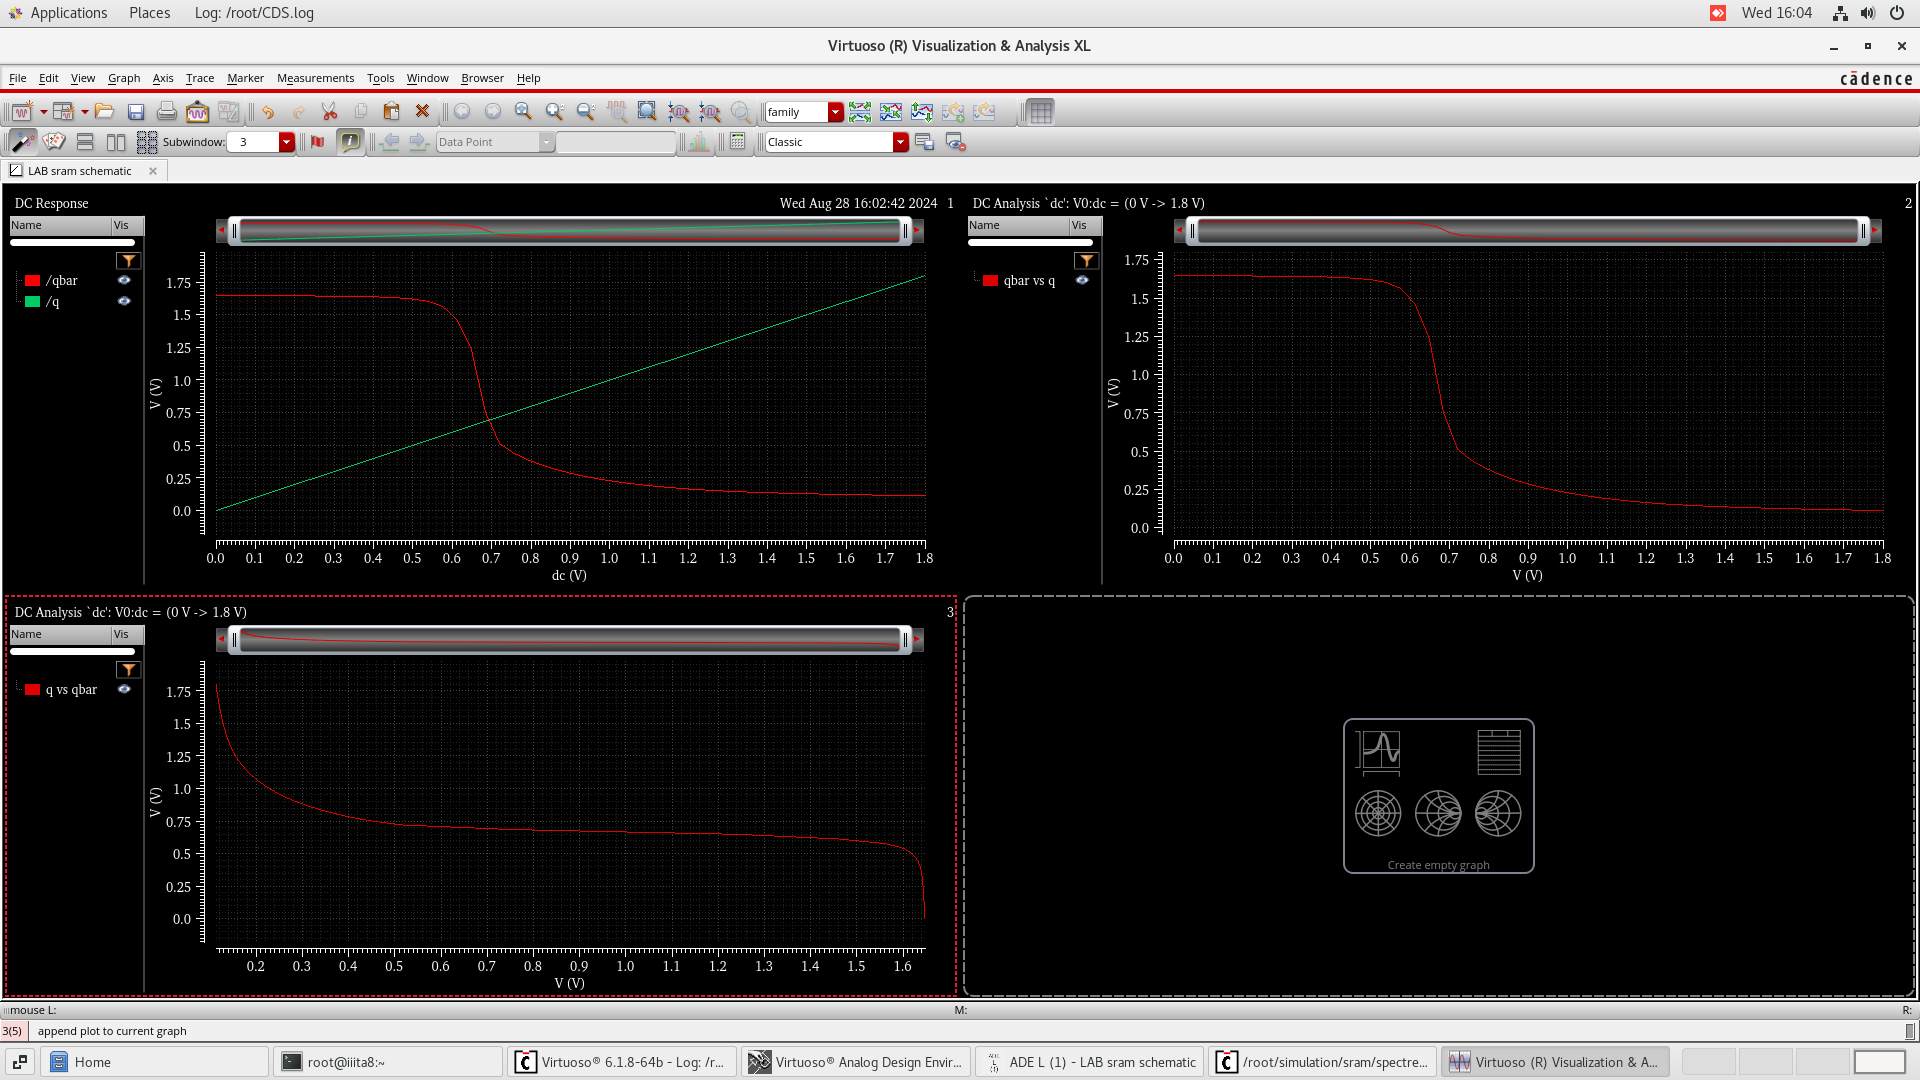 Applications Places Log: /root/CDS.log Wed 16:04
Virtuoso (R) Visualization & Analysis XL
File Edit View Graph Axis Trace Marker Measurements Tools Window Browser Help cādence
family
Subwindow: 3 Data Point Classic
LAB sram schematic
DC Response Wed Aug 28 16:02:42 2024 1
Name Vis
/qbar
/q
1.75
1.5
1.25
1.0
0.75
0.5
0.25
0.0
V (V)
0.0 0.1 0.2 0.3 0.4 0.5 0.6 0.7 0.8 0.9 1.0 1.1 1.2 1.3 1.4 1.5 1.6 1.7 1.8
dc (V)
DC Analysis `dc': V0:dc = (0 V -> 1.8 V) 2
Name Vis
qbar vs q
1.75
1.5
1.25
1.0
0.75
0.5
0.25
0.0
V (V)
0.0 0.1 0.2 0.3 0.4 0.5 0.6 0.7 0.8 0.9 1.0 1.1 1.2 1.3 1.4 1.5 1.6 1.7 1.8
V (V)
DC Analysis `dc': V0:dc = (0 V -> 1.8 V) 3
Name Vis
q vs qbar
1.75
1.5
1.25
1.0
0.75
0.5
0.25
0.0
V (V)
0.2 0.3 0.4 0.5 0.6 0.7 0.8 0.9 1.0 1.1 1.2 1.3 1.4 1.5 1.6
V (V)
Create empty graph
mouse L: M: R:
3(5) append plot to current graph
Home root@iiita8:~ Virtuoso® 6.1.8-64b - Log: /r... Virtuoso® Analog Design Envir... ADE L (1) - LAB sram schematic /root/simulation/sram/spectre... Virtuoso (R) Visualization & A...